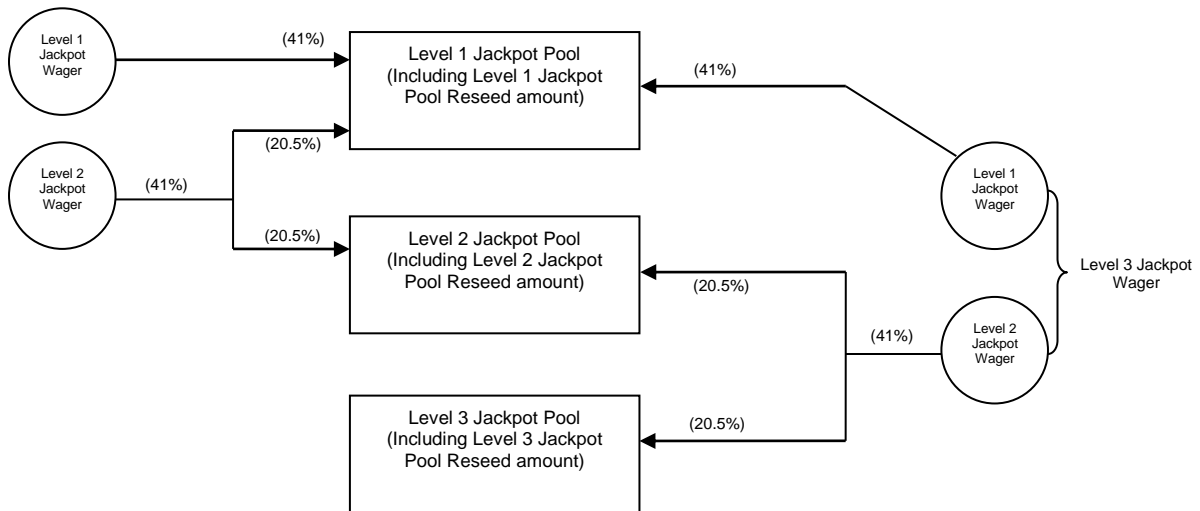 Level 1
Jackpot
Wager
(41%)
Level 1 Jackpot Pool
(Including Level 1 Jackpot
Pool Reseed amount)
(41%)
(20.5%)
Level 2
Jackpot
Wager
(41%)
(20.5%)
Level 2 Jackpot Pool
(Including Level 2 Jackpot
Pool Reseed amount)
Level 1
Jackpot
Wager
Level 3 Jackpot
Wager
(20.5%)
(41%)
Level 2
Jackpot
Wager
Level 3 Jackpot Pool
(Including Level 3 Jackpot
Pool Reseed amount)
(20.5%)